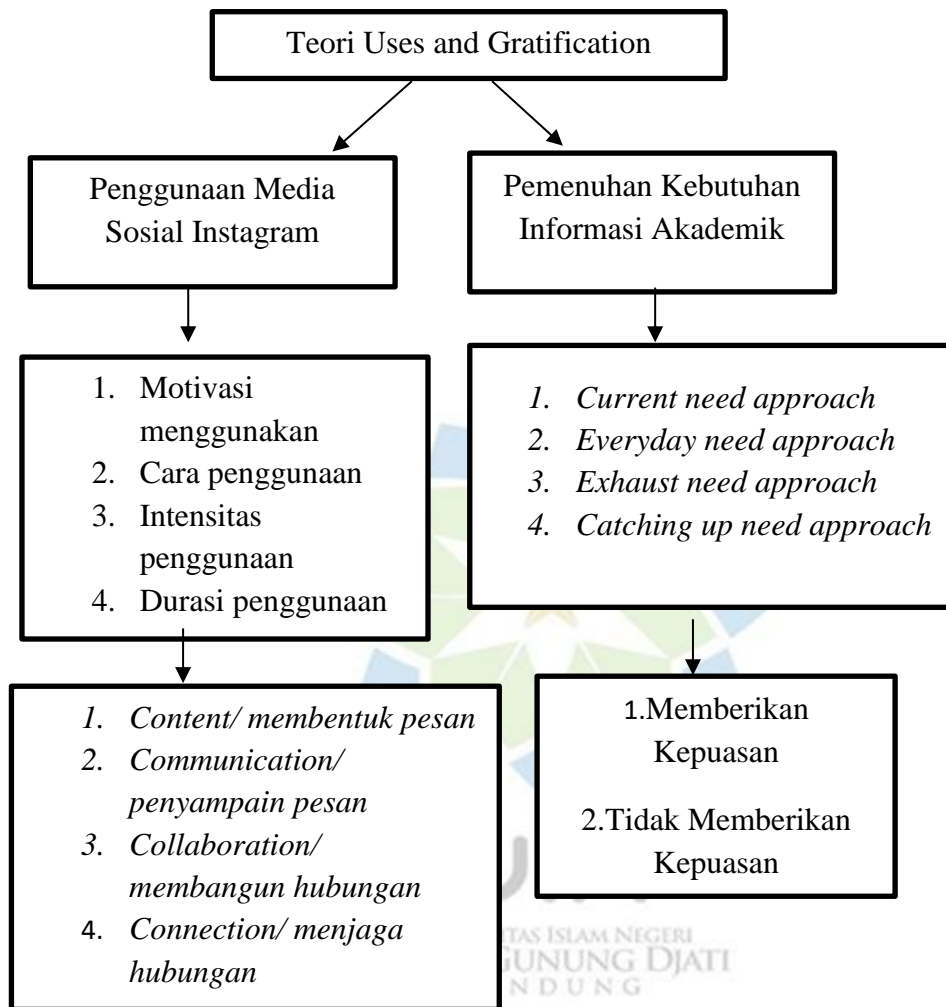 Teori Uses and Gratification
Penggunaan Media
Sosial Instagram
Pemenuhan Kebutuhan
Informasi Akademik
1. Motivasi
menggunakan
2. Cara penggunaan
3. Intensitas
penggunaan
4. Durasi penggunaan
1. Current need approach
2. Everyday need approach
3. Exhaust need approach
4. Catching up need approach
1. Content/ membentuk pesan
2. Communication/
penyampain pesan
3. Collaboration/
membangun hubungan
4. Connection/ menjaga
hubungan
1.Memberikan
Kepuasan
2.Tidak Memberikan
Kepuasan
ISLAM NEGERI
GUNUNG DJATI